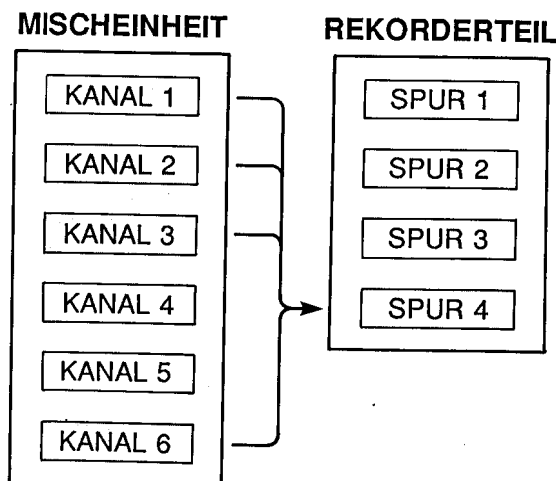 MISCHEINHEIT
KANAL 1
KANAL 2
KANAL 3
KANAL 4
KANAL 5
KANAL 6
REKORDERTEIL
SPUR 1
SPUR 2
SPUR 3
SPUR 4